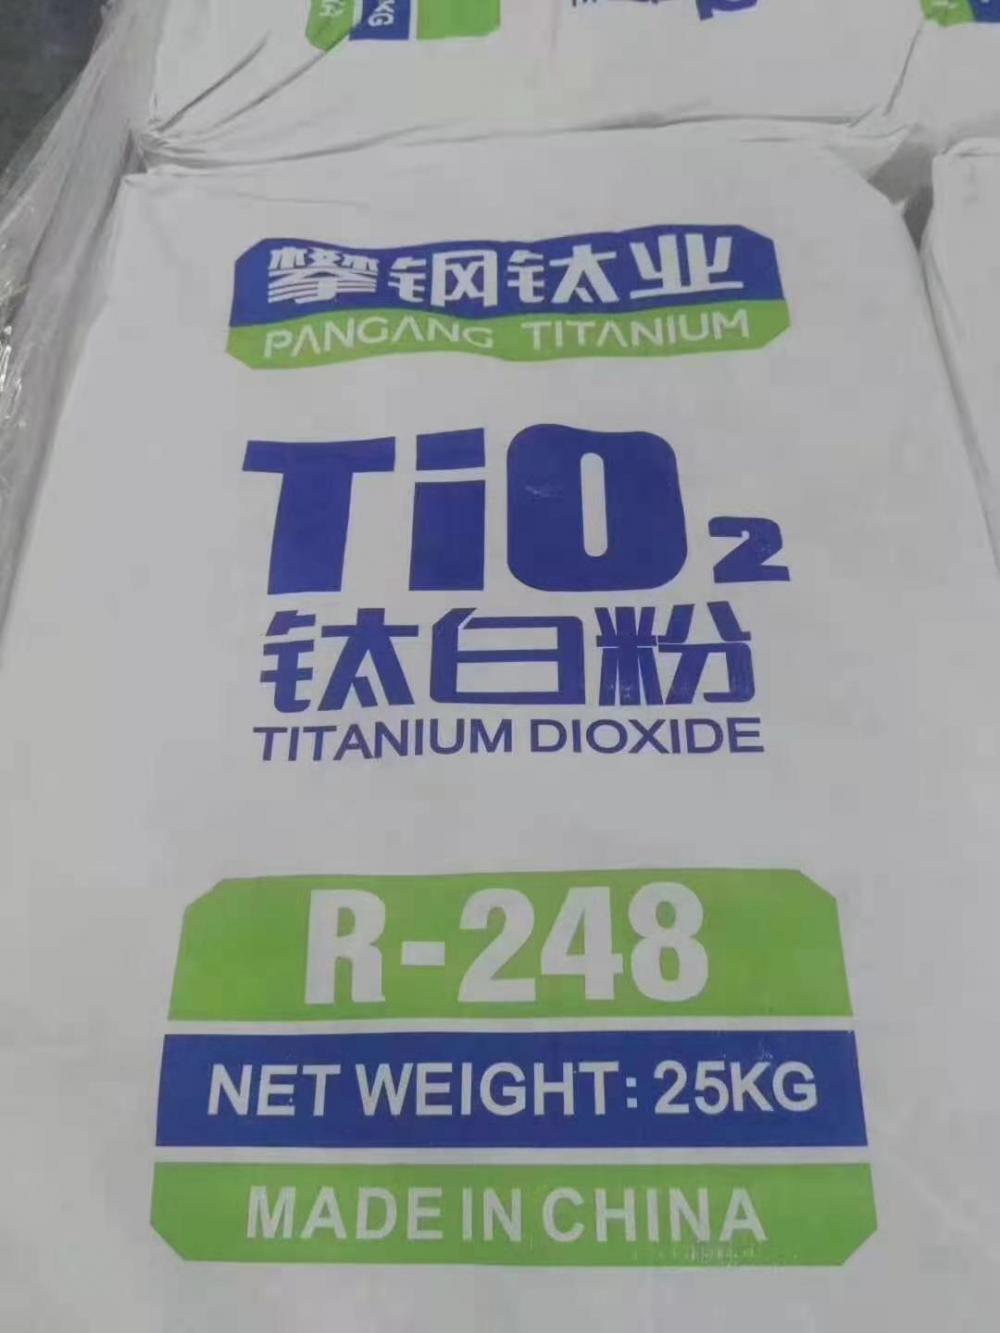 KG
攀钢钛业
PANGANG TITANIUM
TiO₂
钛白粉
TITANIUM DIOXIDE
R-248
NET WEIGHT: 25KG
MADE IN CHINA